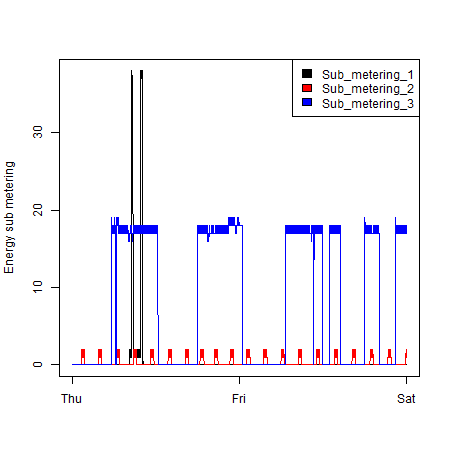 Sub_metering_1
Sub_metering_2
Sub_metering_3
Energy sub metering
30
20
10
0
Thu Fri Sat